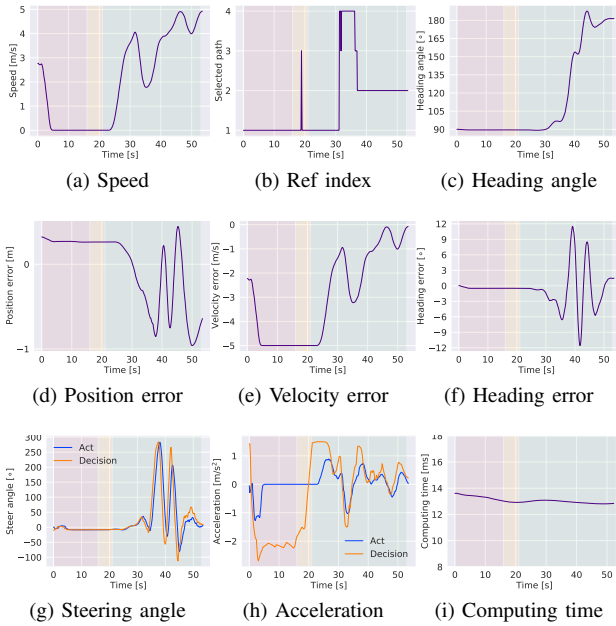 5
4
3
2
1
0
Speed [m/s]
0 10 20 30 40 50
Time [s]
(a) Speed
4
3
2
1
Selected path
0 10 20 30 40 50
Time [s]
(b) Ref index
180
165
150
135
120
105
90
Heading angle [∘]
0 10 20 30 40 50
Time [s]
(c) Heading angle
0
−1
Position error [m]
0 10 20 30 40 50
Time [s]
(d) Position error
0
−1
−2
−3
−4
−5
Velocity error [m/s]
0 10 20 30 40 50
Time [s]
(e) Velocity error
12
9
6
3
0
−3
−6
−9
−12
Heading error [∘]
0 10 20 30 40 50
Time [s]
(f) Heading error
300
250
200
150
100
50
0
−50
−100
Steer angle [∘]
Act
Decision
0 10 20 30 40 50
Time [s]
(g) Steering angle
1
0
−1
−2
Acceleration [m/s²]
Act
Decision
0 10 20 30 40 50
Time [s]
(h) Acceleration
18
16
14
12
10
8
Computing time [ms]
0 10 20 30 40 50
Time [s]
(i) Computing time